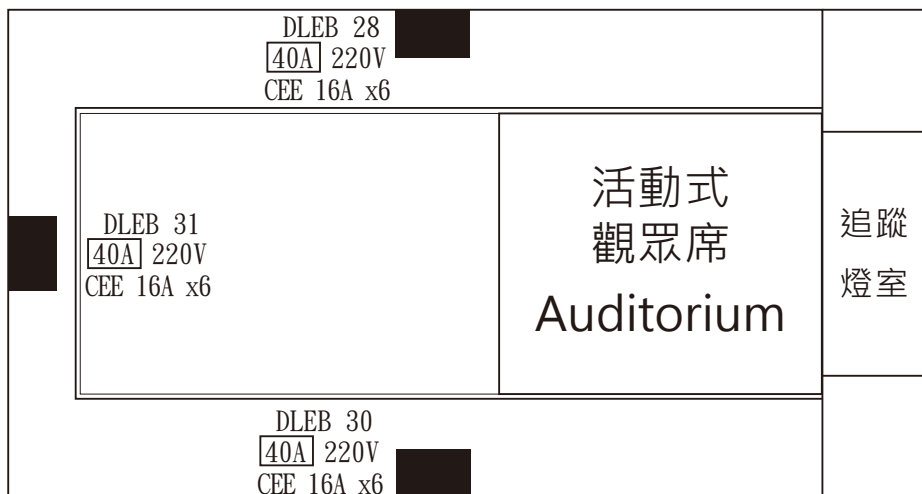 DLEB 28
40A 220V
CEE 16A x6
DLEB 31
40A 220V
CEE 16A x6
活動式
觀眾席
Auditorium
追蹤
燈室
DLEB 30
40A 220V
CEE 16A x6